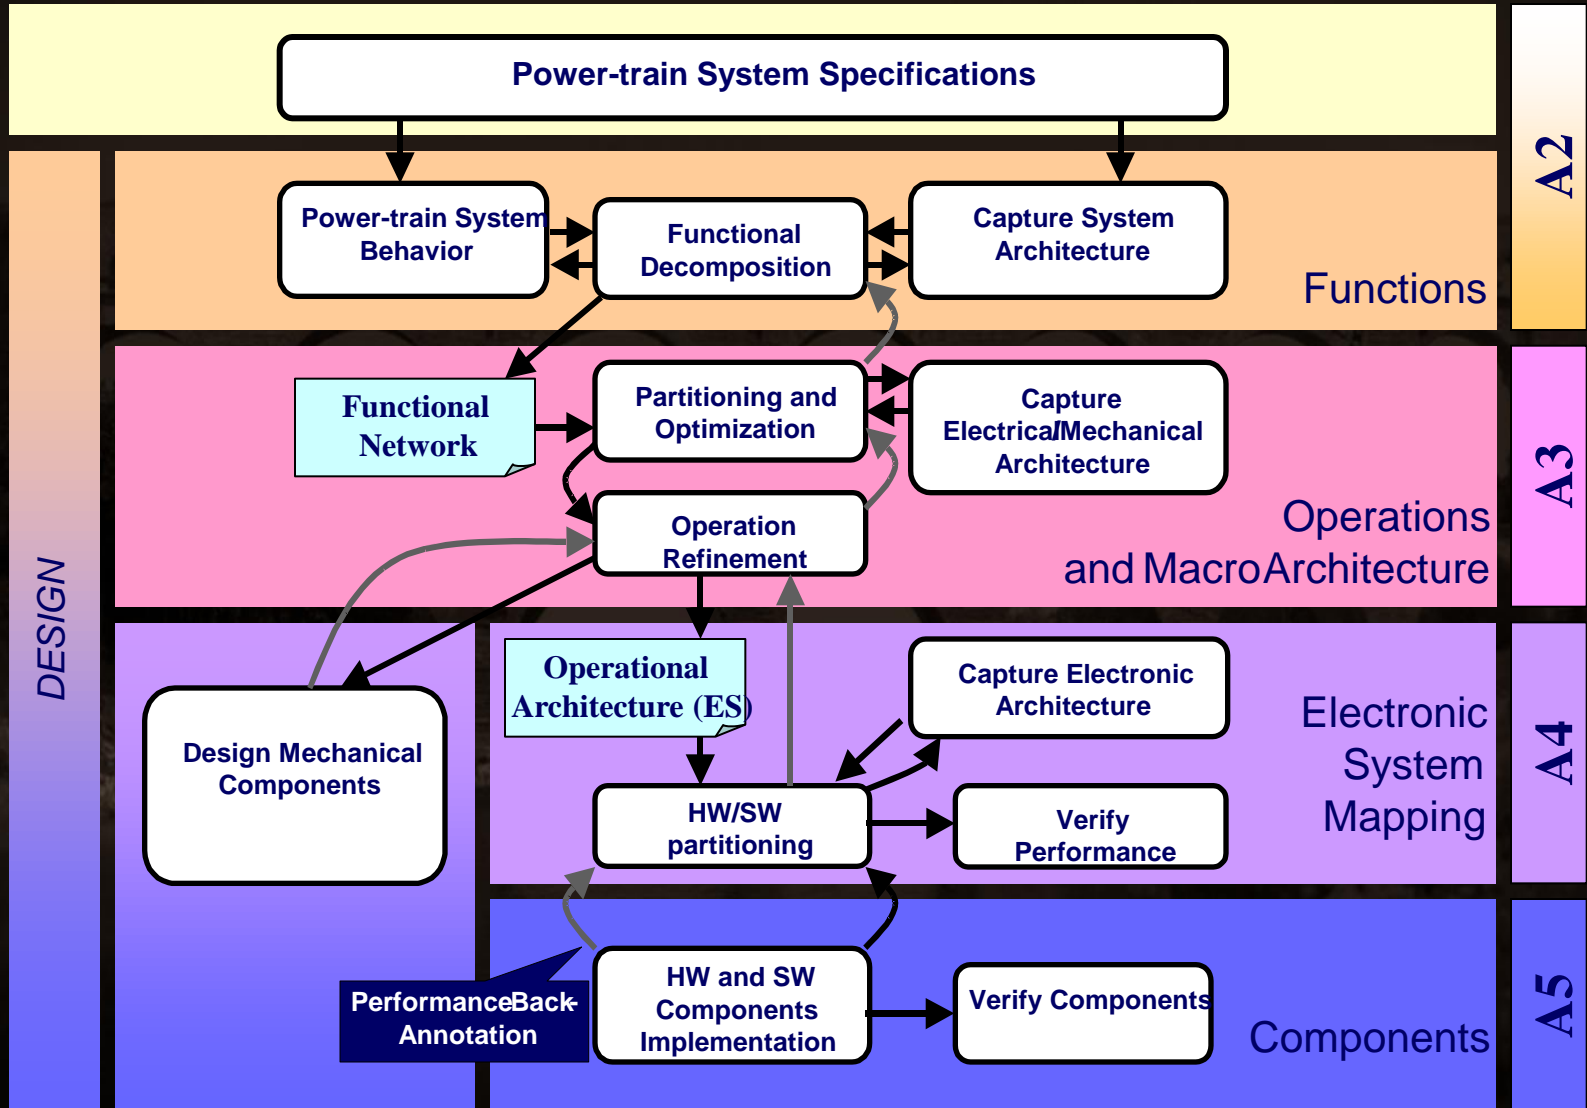 Power-train System Specifications
A2
Power-train System
Behavior
Functional
Decomposition
Capture System
Architecture
Functions
Functional
Network
Partitioning and
Optimization
Capture
Electrical/Mechanical
Architecture
A3
Operation
Refinement
Operations
and Macro Architecture
DESIGN
Operational
Architecture (ES)
Capture Electronic
Architecture
Electronic
System
Mapping
A4
Design Mechanical
Components
HW/SW
partitioning
Verify
Performance
Performance Back-
Annotation
HW and SW
Components
Implementation
Verify Components
Components
A5